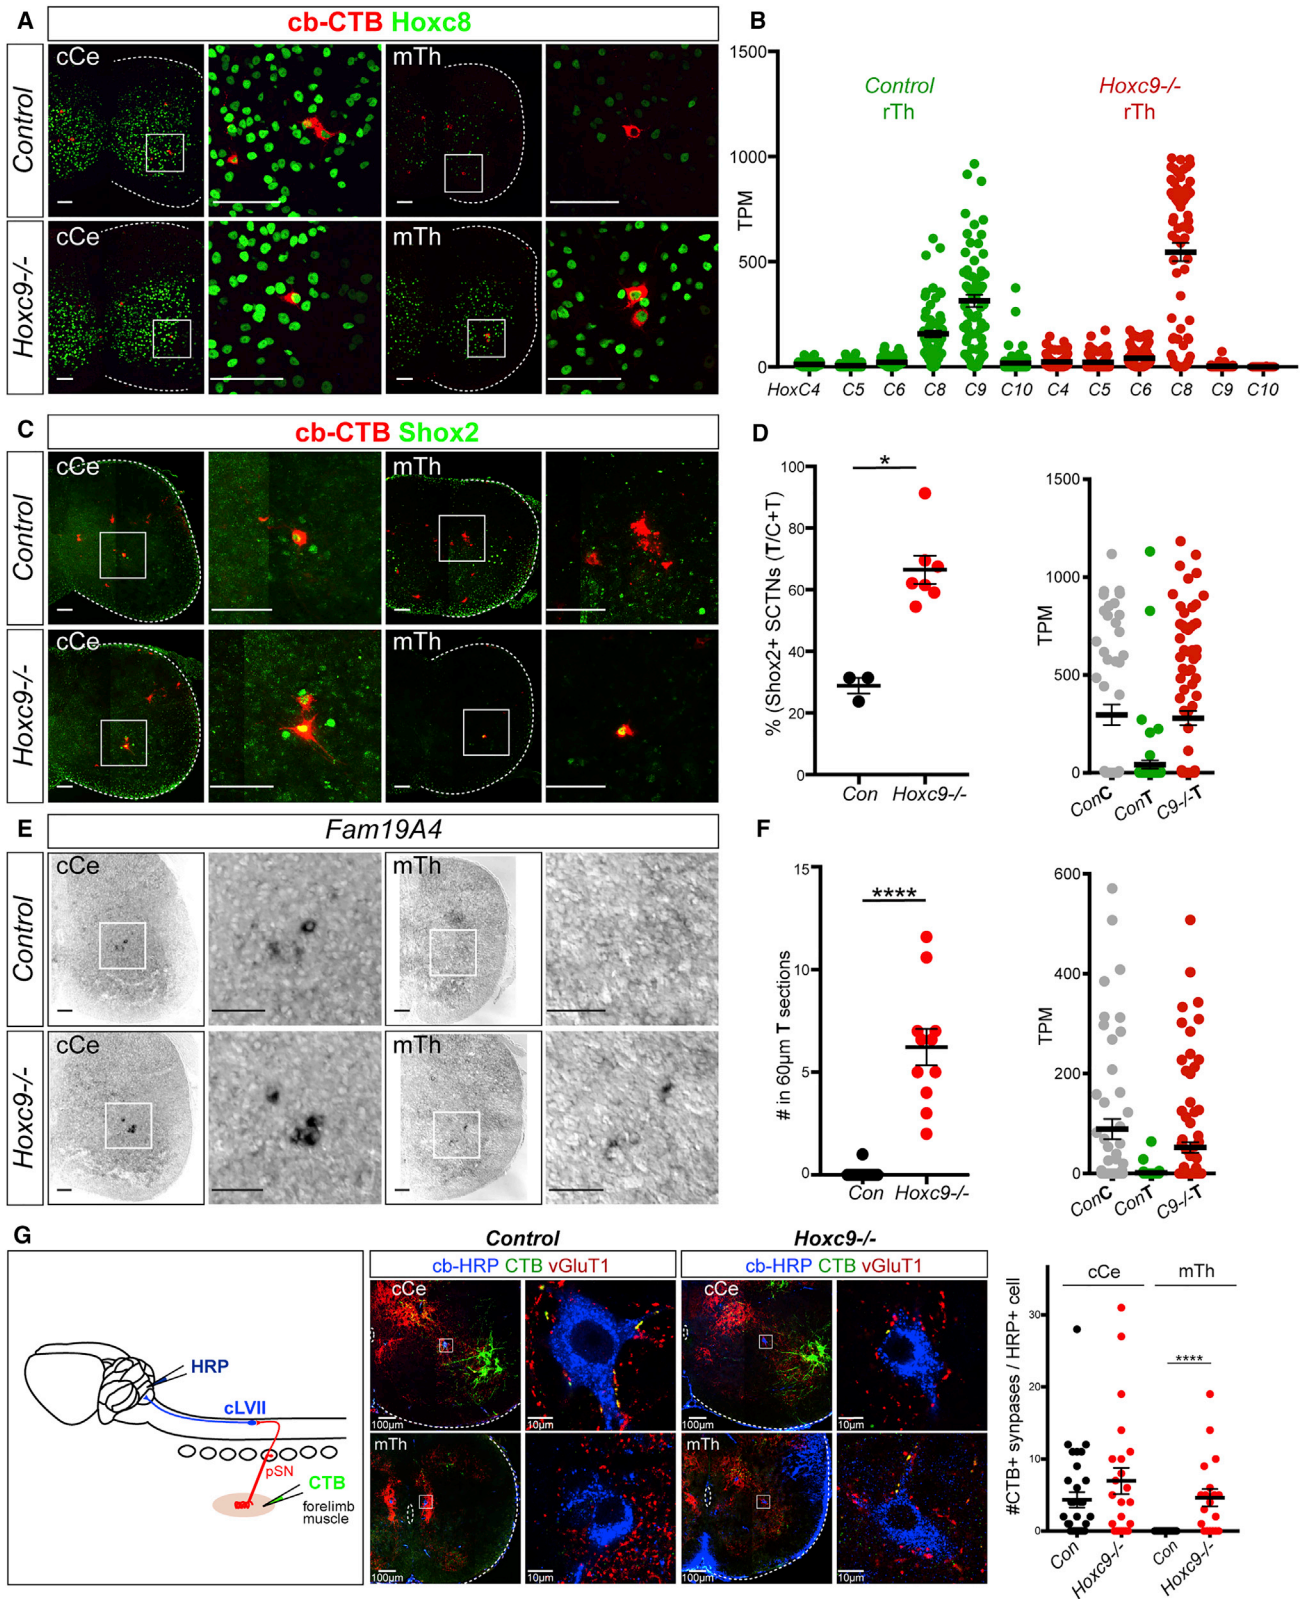 A
cb-CTB Hoxc8
Control
cCe
mTh
Hoxc9-/-
cCe
mTh
B
1500
1000
500
0
TPM
Control
rTh
Hoxc9-/-
rTh
HoxC4 C5 C6 C8 C9 C10 C4 C5 C6 C8 C9 C10
C
cb-CTB Shox2
Control
cCe
mTh
Hoxc9-/-
cCe
mTh
D
% (Shox2+ SCTNs (T/C+T)
100
80
60
40
20
0
*
Con Hoxc9-/-
TPM
1500
1000
500
0
ConC ConT C9-/-T
E
Fam19A4
Control
cCe
mTh
Hoxc9-/-
cCe
mTh
F
# in 60µm T sections
15
10
5
0
****
Con Hoxc9-/-
TPM
600
400
200
0
ConC ConT C9-/-T
G
HRP
cLVII
pSN
CTB
forelimb
muscle
Control
Hoxc9-/-
cb-HRP CTB vGluT1
cb-HRP CTB vGluT1
cCe
100µm
10µm
cCe
100µm
10µm
mTh
100µm
10µm
mTh
100µm
10µm
#CTB+ synpases / HRP+ cell
cCe
mTh
30
20
10
0
****
Con Hoxc9-/- Con Hoxc9-/-